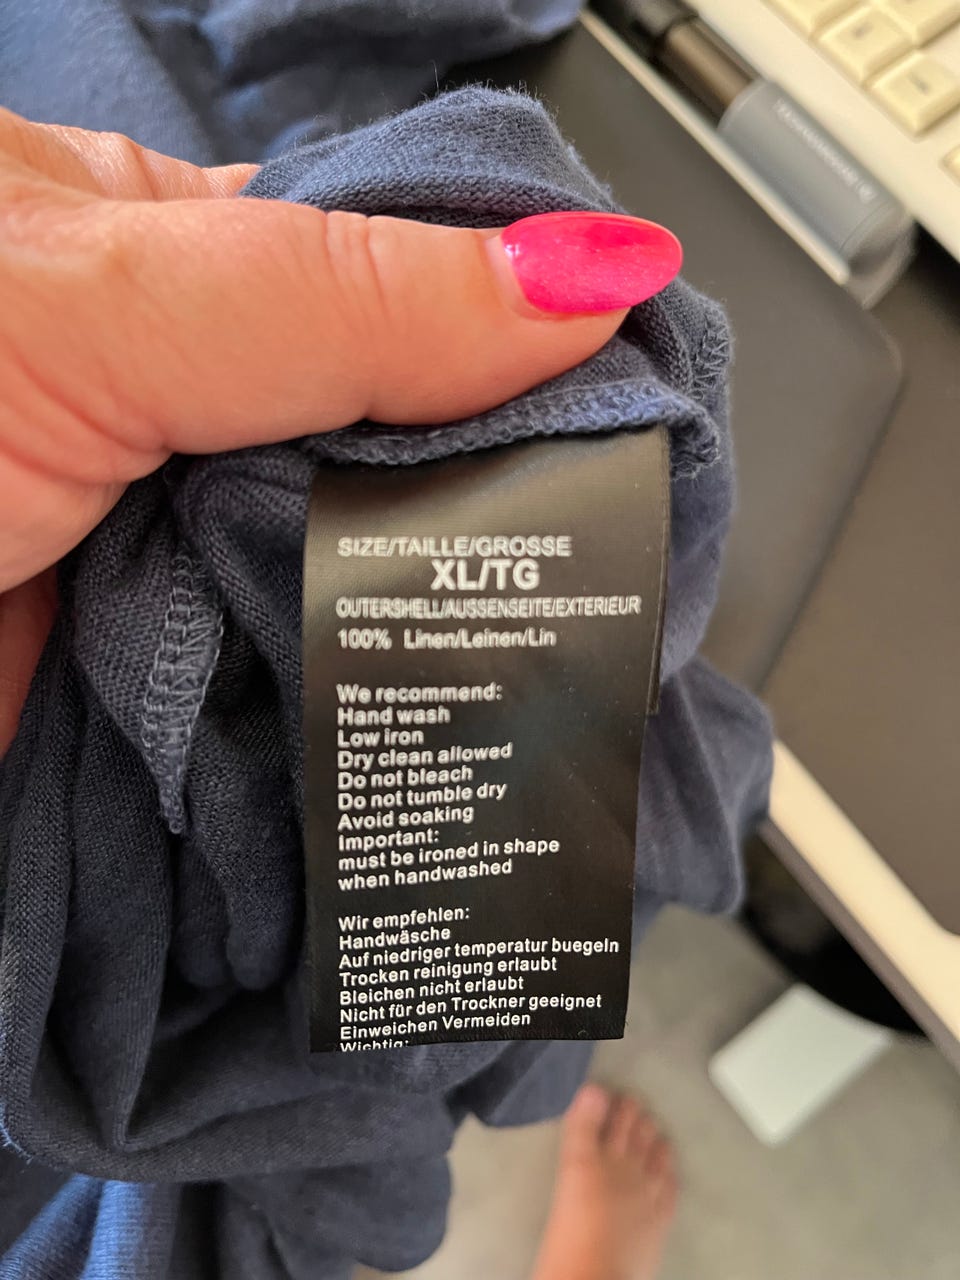 SIZE/TAILLE/GROSSE
XL/TG
OUTERSHELL/AUSSENSEITE/EXTERIEUR
100% Linen/Leinen/Lin
We recommend:
Hand wash
Low iron
Dry clean allowed
Do not bleach
Do not tumble dry
Avoid soaking
Important:
must be ironed in shape
when handwashed
Wir empfehlen:
Handwäsche
Auf niedriger temperatur buegeln
Trocken reinigung erlaubt
Bleichen nicht erlaubt
Nicht für den Trockner geeignet
Einweichen Vermeiden
Wichtig: